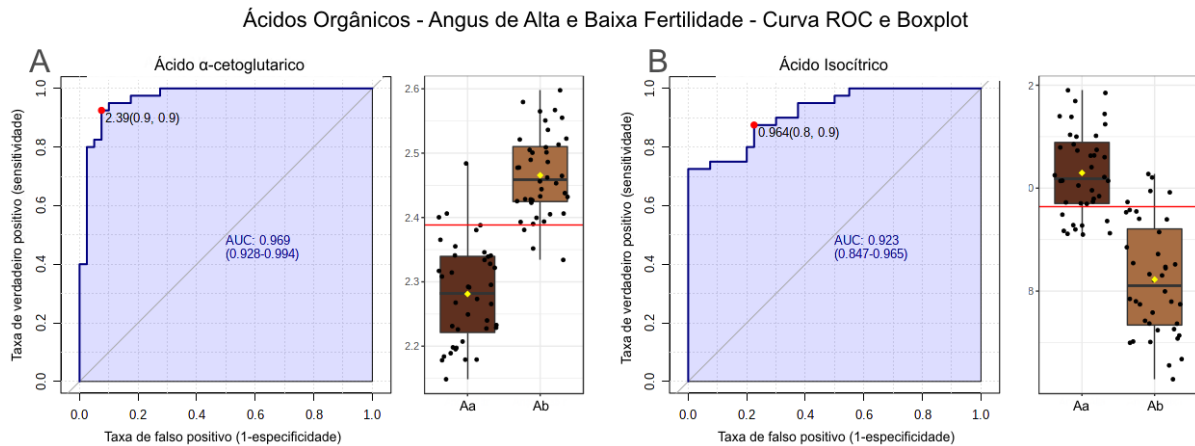 Ácidos Orgânicos - Angus de Alta e Baixa Fertilidade - Curva ROC e Boxplot
A
Ácido α-cetoglutarico
Taxa de verdadeiro positivo (sensitividade)
1.0
0.8
0.6
0.4
0.2
0.0
2.39(0.9, 0.9)
AUC: 0.969
(0.928-0.994)
0.0 0.2 0.4 0.6 0.8 1.0
Taxa de falso positivo (1-especificidade)
2.6
2.5
2.4
2.3
2.2
Aa Ab
B
Ácido Isocítrico
Taxa de verdadeiro positivo (sensitividade)
1.0
0.8
0.6
0.4
0.2
0.0
0.964(0.8, 0.9)
AUC: 0.923
(0.847-0.965)
0.0 0.2 0.4 0.6 0.8 1.0
Taxa de falso positivo (1-especificidade)
2
0
8
Aa Ab